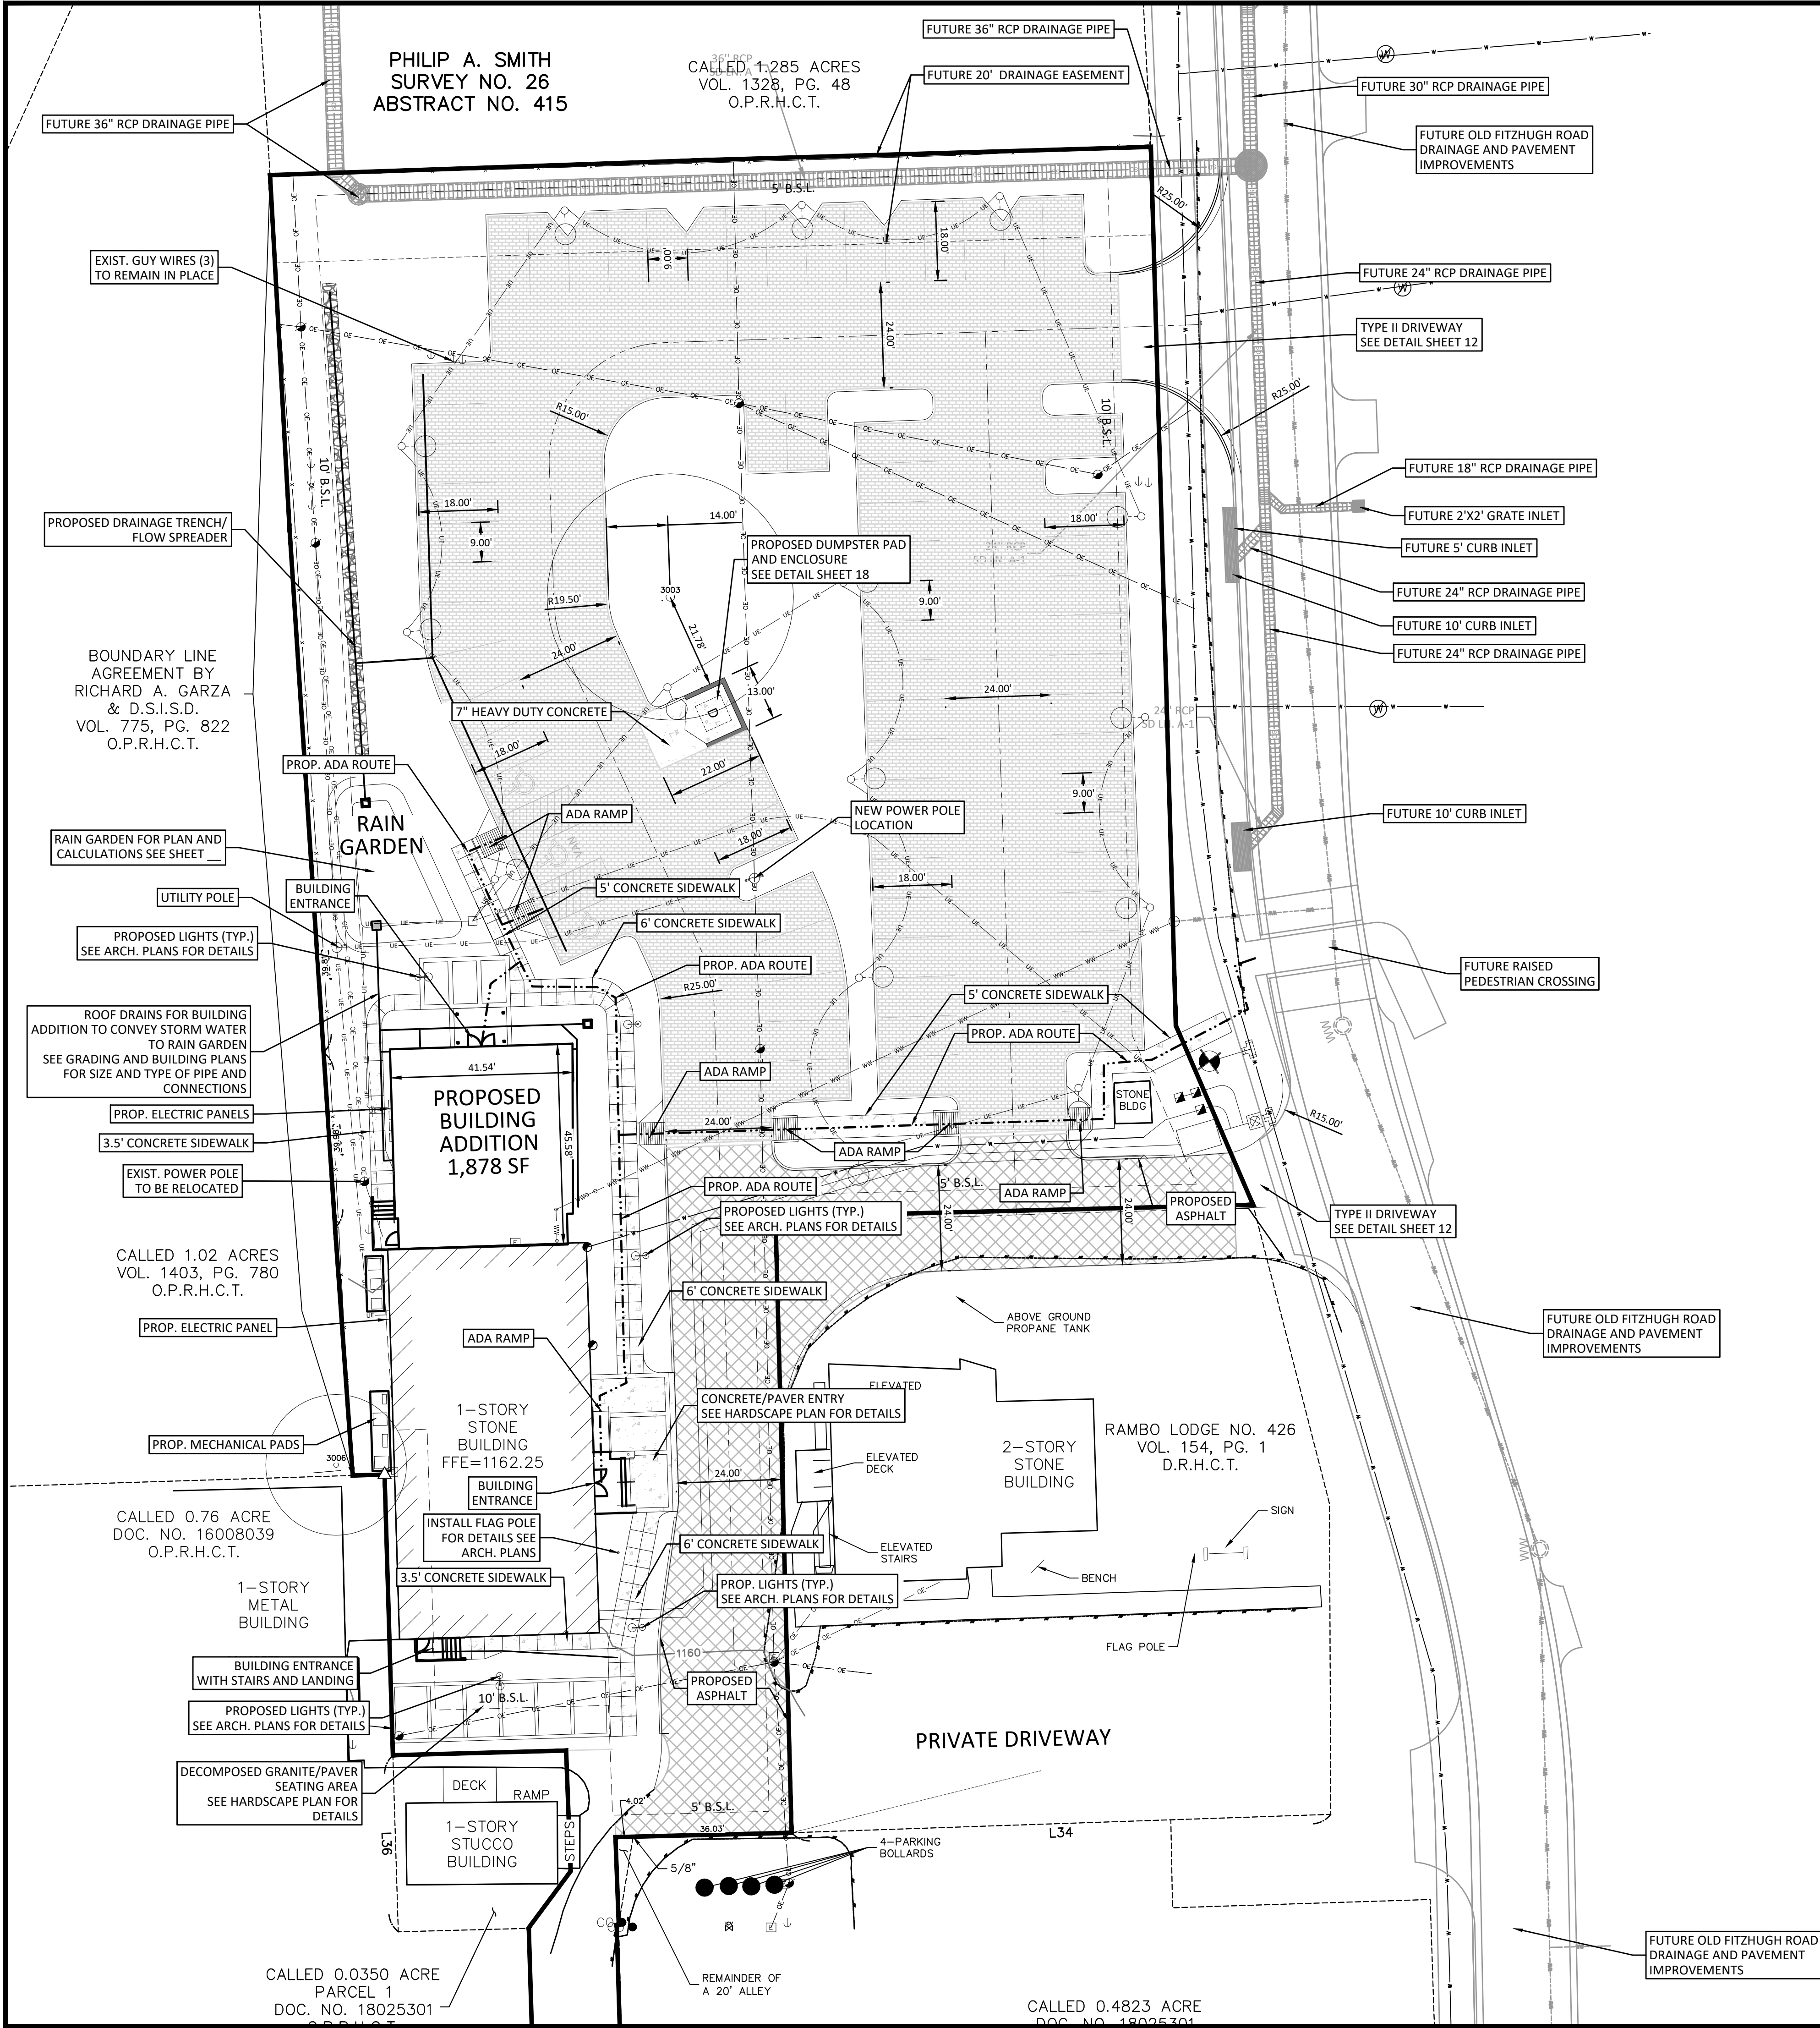 PHILIP A. SMITH
SURVEY NO. 26
ABSTRACT NO. 415
36" RCP
CALLED 1.285 ACRES
VOL. 1328, PG. 48
O.P.R.H.C.T.
FUTURE 36" RCP DRAINAGE PIPE
FUTURE 20' DRAINAGE EASEMENT
FUTURE 36" RCP DRAINAGE PIPE
FUTURE 30" RCP DRAINAGE PIPE
FUTURE OLD FITZHUGH ROAD
DRAINAGE AND PAVEMENT
IMPROVEMENTS
5' B.S.L.
R25.00'
18.00'
9.00'
24.00'
EXIST. GUY WIRES (3)
TO REMAIN IN PLACE
FUTURE 24" RCP DRAINAGE PIPE
TYPE II DRIVEWAY
SEE DETAIL SHEET 12
R25.00'
R15.00'
10' B.S.L.
10' B.S.L.
FUTURE 18" RCP DRAINAGE PIPE
FUTURE 2'X2' GRATE INLET
FUTURE 5' CURB INLET
FUTURE 24" RCP DRAINAGE PIPE
FUTURE 10' CURB INLET
FUTURE 24" RCP DRAINAGE PIPE
PROPOSED DRAINAGE TRENCH/
FLOW SPREADER
18.00'
9.00'
14.00'
18.00'
PROPOSED DUMPSTER PAD
AND ENCLOSURE
SEE DETAIL SHEET 18
3003
R19.50'
21.78'
9.00'
24.00'
13.00'
24.00'
D
24" RCP
SD LN. A-1
BOUNDARY LINE
AGREEMENT BY
RICHARD A. GARZA
& D.S.I.S.D.
VOL. 775, PG. 822
O.P.R.H.C.T.
7" HEAVY DUTY CONCRETE
18.00'
22.00'
9.00'
PROP. ADA ROUTE
RAIN
GARDEN
ADA RAMP
NEW POWER POLE
LOCATION
FUTURE 10' CURB INLET
18.00'
VAN
RAIN GARDEN FOR PLAN AND
CALCULATIONS SEE SHEET __
BUILDING
ENTRANCE
5' CONCRETE SIDEWALK
18.00'
UTILITY POLE
6' CONCRETE SIDEWALK
PROPOSED LIGHTS (TYP.)
SEE ARCH. PLANS FOR DETAILS
PROP. ADA ROUTE
R25.00'
5' CONCRETE SIDEWALK
FUTURE RAISED
PEDESTRIAN CROSSING
ROOF DRAINS FOR BUILDING
ADDITION TO CONVEY STORM WATER
TO RAIN GARDEN
SEE GRADING AND BUILDING PLANS
FOR SIZE AND TYPE OF PIPE AND
CONNECTIONS
PROP. ADA ROUTE
41.54'
45.58'
ADA RAMP
PROPOSED
BUILDING
ADDITION
1,878 SF
STONE
BLDG
R15.00'
24.00'
PROP. ELECTRIC PANELS
3.5' CONCRETE SIDEWALK
ADA RAMP
EXIST. POWER POLE
TO BE RELOCATED
PROP. ADA ROUTE
5' B.S.L.
ADA RAMP
24.00'
24.00'
PROPOSED
ASPHALT
PROPOSED LIGHTS (TYP.)
SEE ARCH. PLANS FOR DETAILS
TYPE II DRIVEWAY
SEE DETAIL SHEET 12
CALLED 1.02 ACRES
VOL. 1403, PG. 780
O.P.R.H.C.T.
6' CONCRETE SIDEWALK
ABOVE GROUND
PROPANE TANK
PROP. ELECTRIC PANEL
ADA RAMP
FUTURE OLD FITZHUGH ROAD
DRAINAGE AND PAVEMENT
IMPROVEMENTS
ELEVATED
CONCRETE/PAVER ENTRY
SEE HARDSCAPE PLAN FOR DETAILS
1-STORY
STONE
BUILDING
FFE=1162.25
PROP. MECHANICAL PADS
3006
ELEVATED
DECK
2-STORY
STONE
BUILDING
RAMBO LODGE NO. 426
VOL. 154, PG. 1
D.R.H.C.T.
24.00'
BUILDING
ENTRANCE
CALLED 0.76 ACRE
DOC. NO. 16008039
O.P.R.H.C.T.
INSTALL FLAG POLE
FOR DETAILS SEE
ARCH. PLANS
SIGN
6' CONCRETE SIDEWALK
ELEVATED
STAIRS
3.5' CONCRETE SIDEWALK
BENCH
PROP. LIGHTS (TYP.)
SEE ARCH. PLANS FOR DETAILS
1-STORY
METAL
BUILDING
FLAG POLE
1160
BUILDING ENTRANCE
WITH STAIRS AND LANDING
PROPOSED
ASPHALT
10' B.S.L.
PROPOSED LIGHTS (TYP.)
SEE ARCH. PLANS FOR DETAILS
PRIVATE DRIVEWAY
DECOMPOSED GRANITE/PAVER
SEATING AREA
SEE HARDSCAPE PLAN FOR
DETAILS
DECK
RAMP
4.02'
5' B.S.L.
36.03'
1-STORY
STUCCO
BUILDING
STEPS
L36
L34
4-PARKING
BOLLARDS
5/8"
CO
REMAINDER OF
A 20' ALLEY
FUTURE OLD FITZHUGH ROAD
DRAINAGE AND PAVEMENT
IMPROVEMENTS
CALLED 0.0350 ACRE
PARCEL 1
DOC. NO. 18025301
O.P.R.H.C.T.
CALLED 0.4823 ACRE
DOC. NO. 18025301